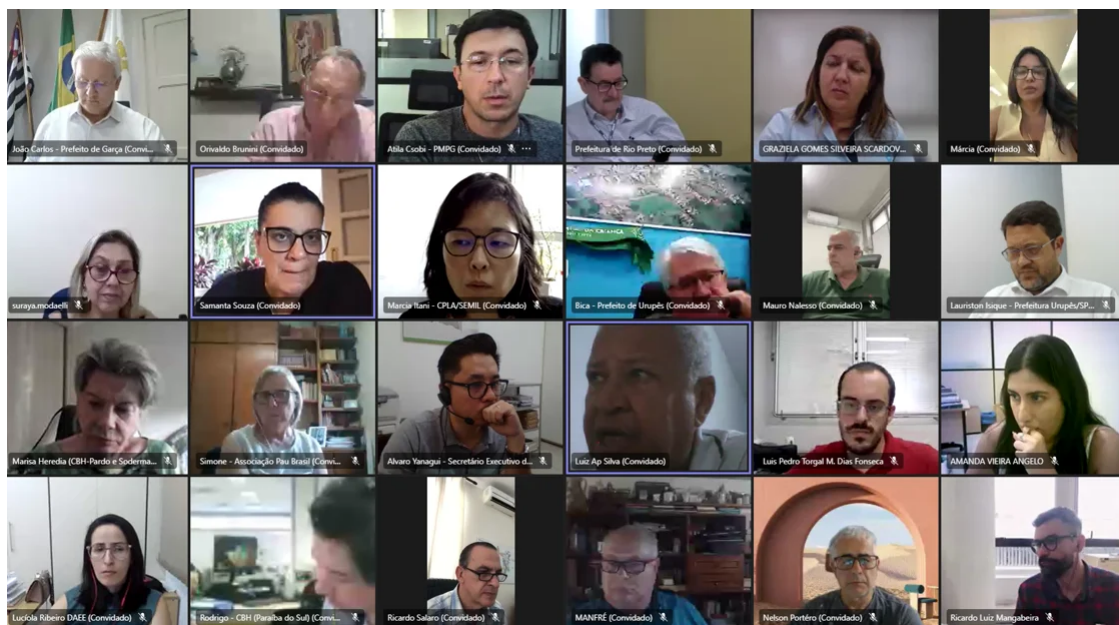 João Carlos - Prefeito de Garça (Convi...
Orivaldo Brunini (Convidado)
Atila Csobi - PMPG (Convidado)
Prefeitura de Rio Preto (Convidado)
GRAZIELA GOMES SILVEIRA SCARDOV...
Márcia (Convidado)
suraya.modaelli
Samanta Souza (Convidado)
Marcia Itani - CPLA/SEMIL (Convidado)
Bica - Prefeito de Urupês (Convidado)
Mauro Nalesso (Convidado)
Lauriston Isique - Prefeitura Urupês/SP...
Marisa Heredia (CBH-Pardo e Soderma...
Simone - Associação Pau Brasil (Convi...
Alvaro Yanagui - Secretário Executivo d...
Luiz Ap Silva (Convidado)
Luis Pedro Torgal M. Dias Fonseca
AMANDA VIEIRA ANGELO
Lucíola Ribeiro DAEE (Convidado)
Rodrigo - CBH (Paraíba do Sul) (Convi...
Ricardo Salaro (Convidado)
MANFRÉ (Convidado)
Nelson Portéro (Convidado)
Ricardo Luiz Mangabeira